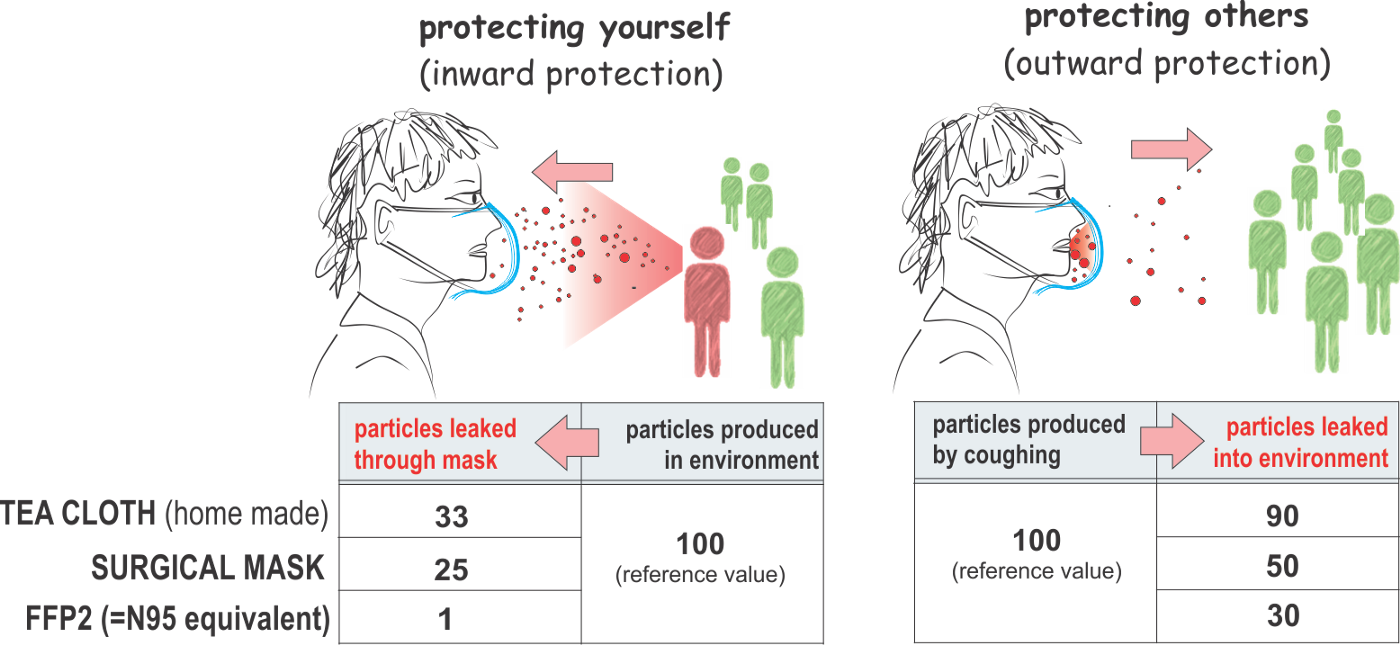 protecting yourself
(inward protection)
protecting others
(outward protection)
particles leaked
through mask
particles produced
in environment
particles produced
by coughing
particles leaked
into environment
TEA CLOTH (home made)
33
90
SURGICAL MASK
25
100
(reference value)
100
(reference value)
50
FFP2 (=N95 equivalent)
1
30